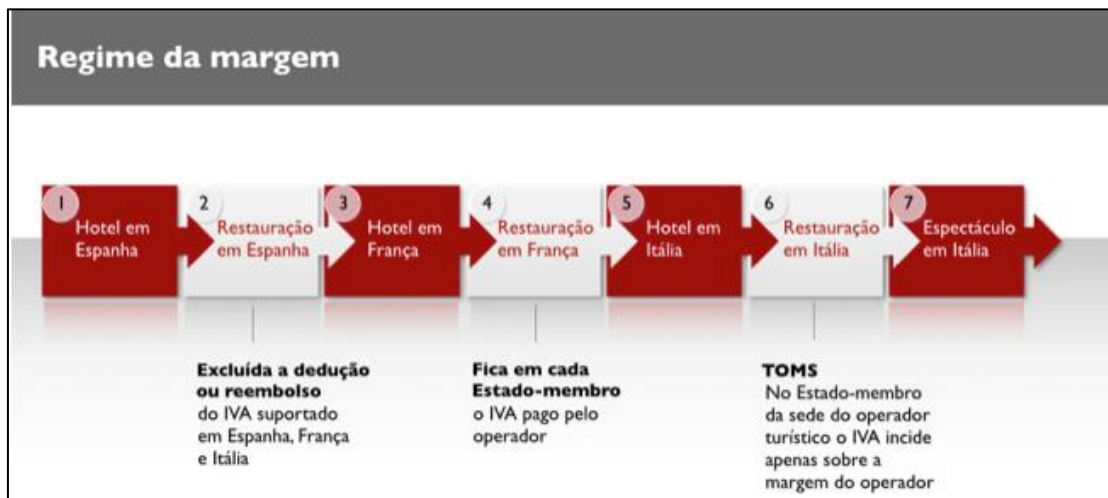 Regime da margem
1
Hotel em
Espanha
2
Restauração
em Espanha
3
Hotel em
França
4
Restauração
em França
5
Hotel em
Itália
6
Restauração
em Itália
7
Espectáculo
em Itália
Excluída a dedução
ou reembolso
do IVA suportado
em Espanha, França
e Itália
Fica em cada
Estado-membro
o IVA pago pelo
operador
TOMS
No Estado-membro
da sede do operador
turístico o IVA incide
apenas sobre a
margem do operador